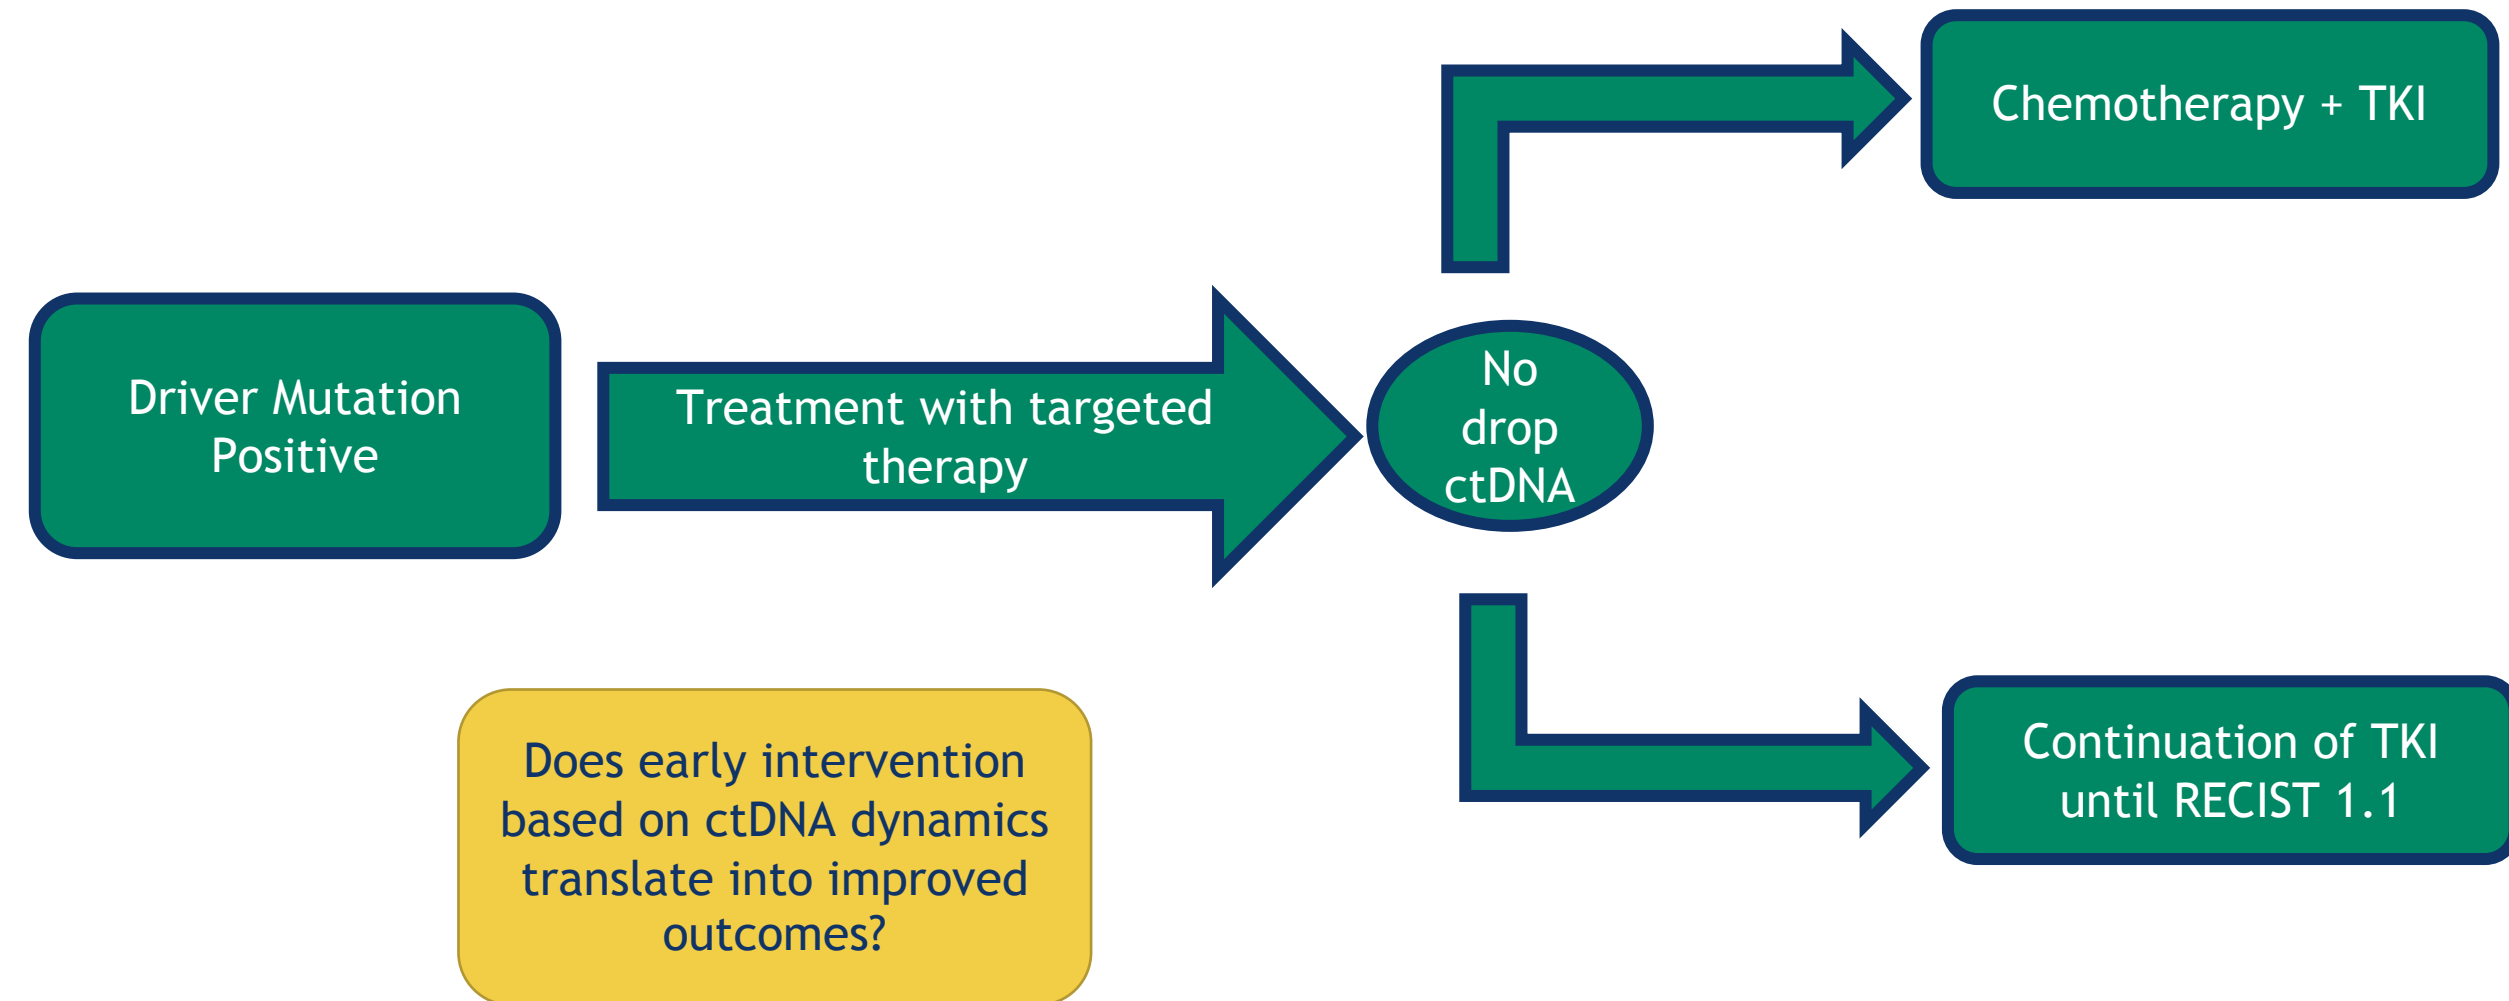 Driver Mutation
Positive
Treatment with targeted
therapy
No
drop
ctDNA
Chemotherapy + TKI
Continuation of TKI
until RECIST 1.1
Does early intervention
based on ctDNA dynamics
translate into improved
outcomes?